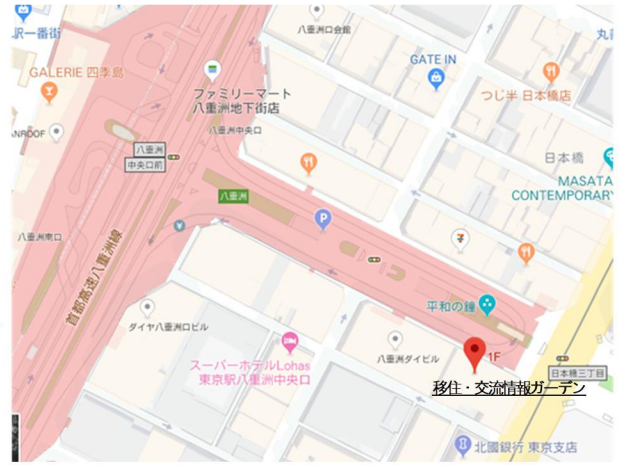 沢一番街
八重洲口会館
GATE IN
GALERIE 四季島
つじ半 日本橋店
ファミリーマート
八重洲地下街店
八重洲中央口
NROOF
八重洲
中央口前
日本橋
MASATA
CONTEMPORARY
八重洲
八重洲南口
首都高速八重洲線
平和の鐘
ダイヤ八重洲口ビル
八重洲ダイビル
1F
スーパーホテルLohas
東京駅八重洲中央口
日本橋三丁目
移住・交流情報ガーデン
北國銀行 東京支店